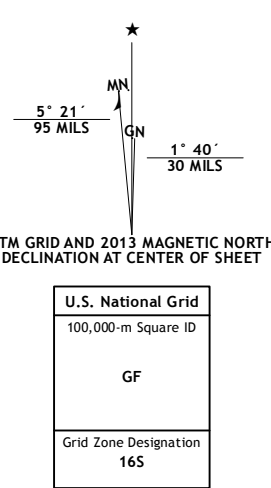 ★
MN
GN
5° 21´
95 MILS
1° 40´
30 MILS
TM GRID AND 2013 MAGNETIC NORTH
DECLINATION AT CENTER OF SHEET
U.S. National Grid
100,000-m Square ID
GF
Grid Zone Designation
16S